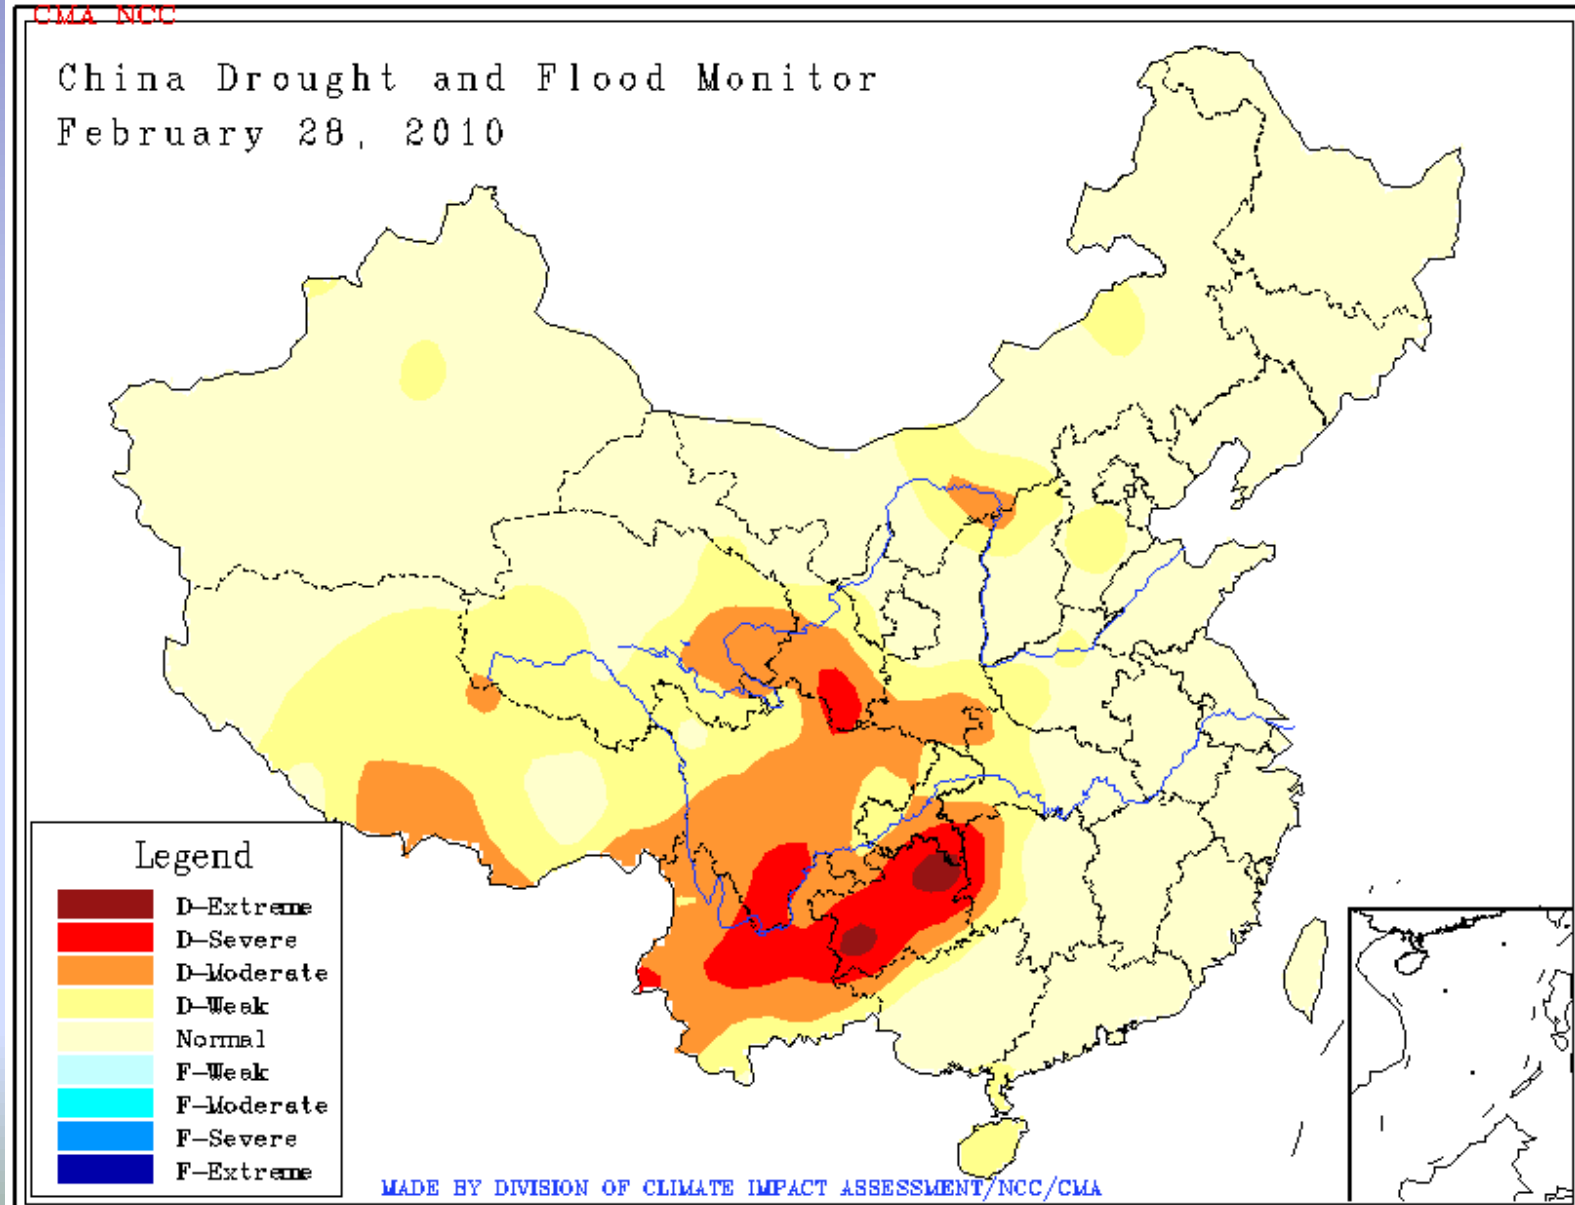 CMA NCC
China Drought and Flood Monitor
February 28, 2010
Legend
D-Extreme
D-Severe
D-Moderate
D-Weak
Normal
F-Weak
F-Moderate
F-Severe
F-Extreme
MADE BY DIVISION OF CLIMATE IMPACT ASSESSMENT/NCC/CMA